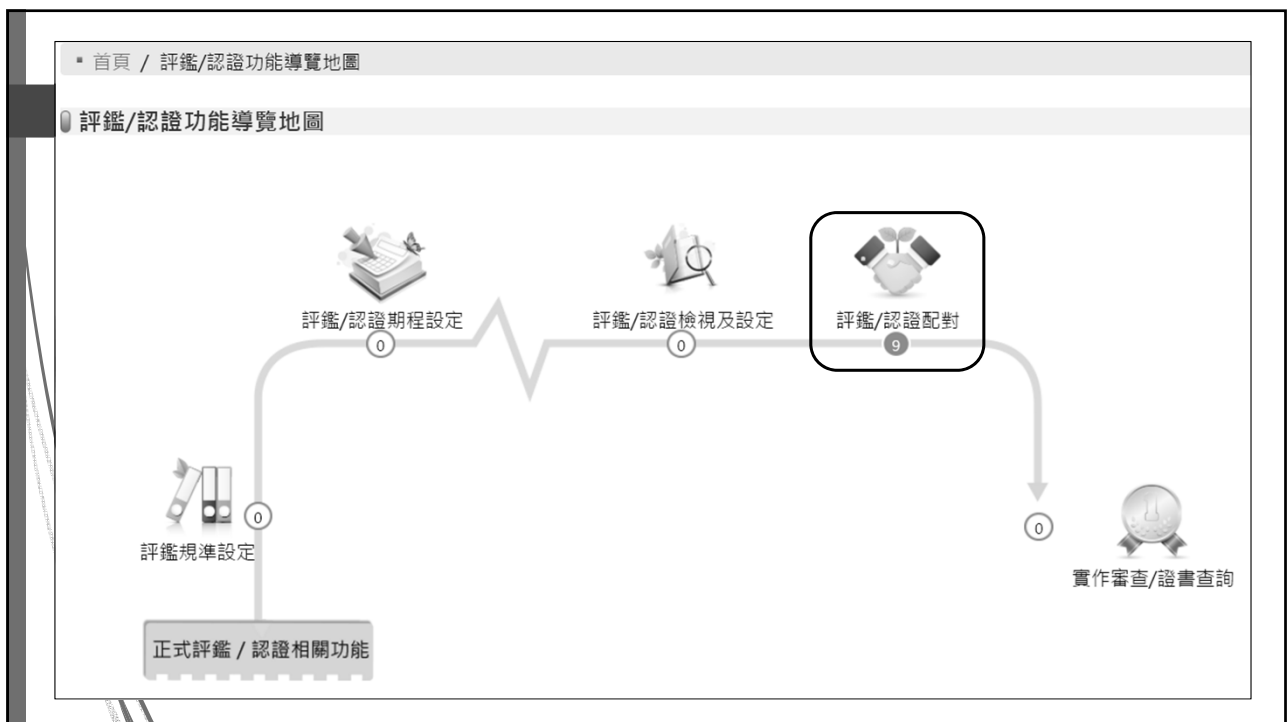 首頁 / 評鑑/認證功能導覽地圖
評鑑/認證功能導覽地圖
評鑑/認證期程設定
0
評鑑/認證檢視及設定
0
評鑑/認證配對
9
評鑑規準設定
0
0
實作審查/證書查詢
正式評鑑 / 認證相關功能